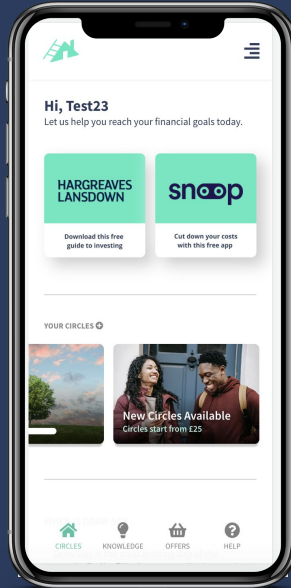 Hi, Test23
Let us help you reach your financial goals today.
HARGREAVES
LANSDOWN
snoop
Download this free
guide to investing
Cut down your costs
with this free app
YOUR CIRCLES
New Circles Available
Circles start from £25
CIRCLES
KNOWLEDGE
OFFERS
HELP